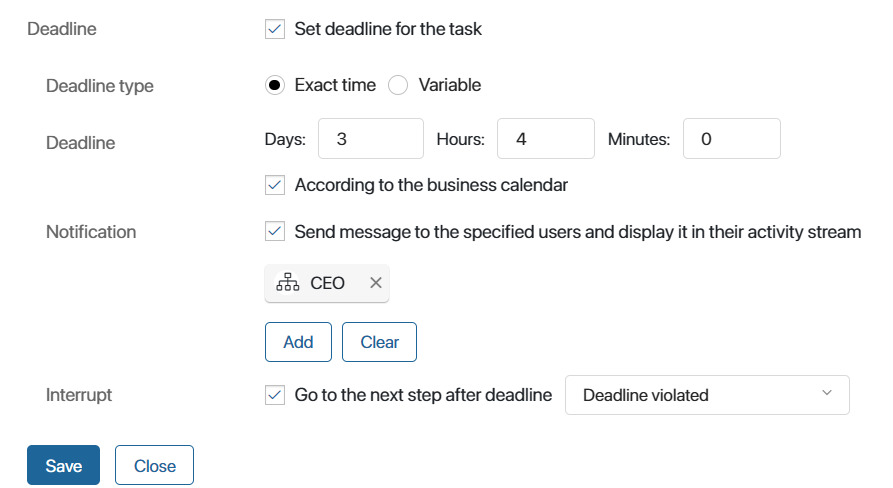 Deadline Set deadline for the task
Deadline type Exact time Variable
Deadline Days: 3 Hours: 4 Minutes: 0
According to the business calendar
Notification Send message to the specified users and display it in their activity stream
CEO
Add Clear
Interrupt Go to the next step after deadline Deadline violated
Save Close